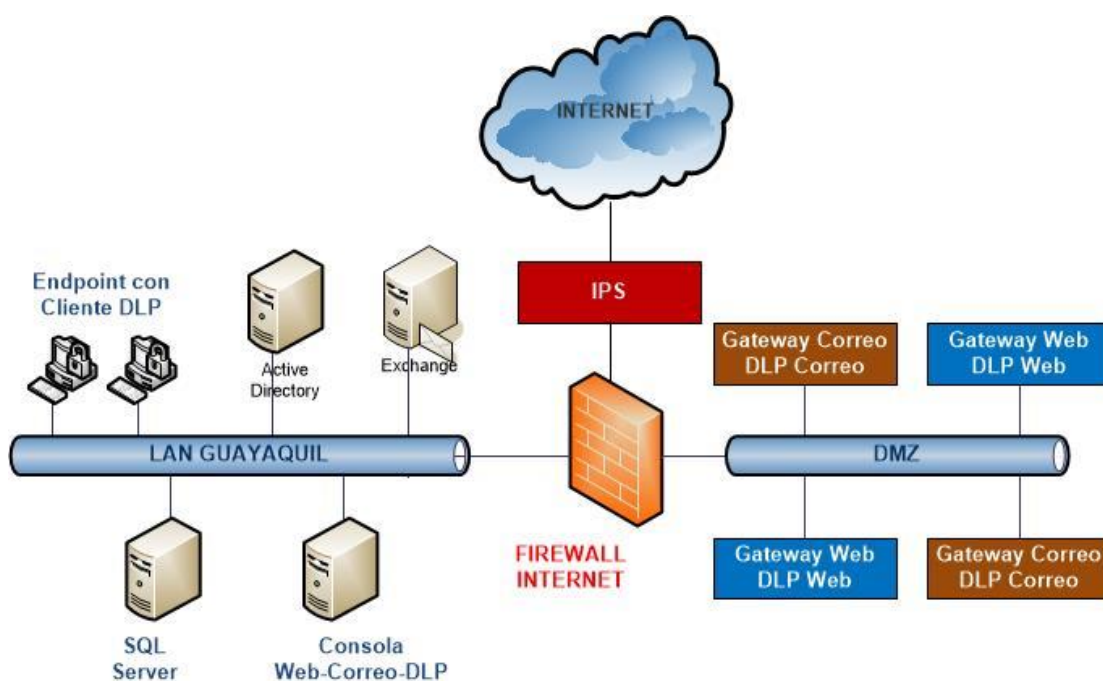 INTERNET
IPS
Endpoint con
Cliente DLP
Active
Directory
Exchange
Gateway Correo
DLP Correo
Gateway Web
DLP Web
LAN GUAYAQUIL
DMZ
FIREWALL
INTERNET
Gateway Web
DLP Web
Gateway Correo
DLP Correo
SQL
Server
Consola
Web-Correo-DLP